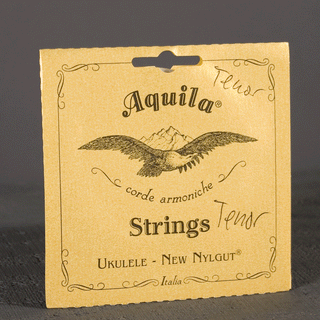 Tenor
Aquila®
corde armoniche
Strings Tenor
UKULELE - NEW NYLGUT®
Italia